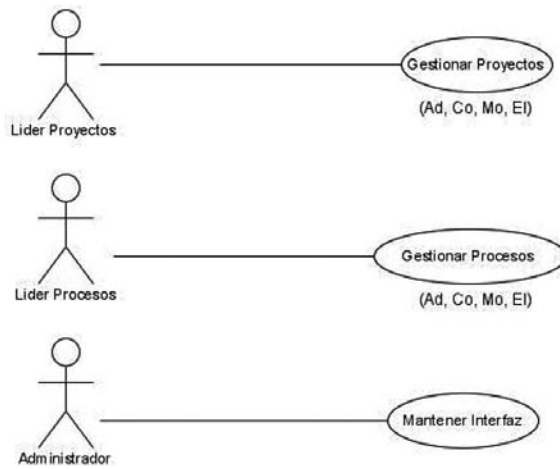 Gestionar Proyectos
(Ad, Co, Mo, El)
Lider Proyectos
Gestionar Procesos
Lider Procesos
(Ad, Co, Mo, El)
Mantener Interfaz
Administrador